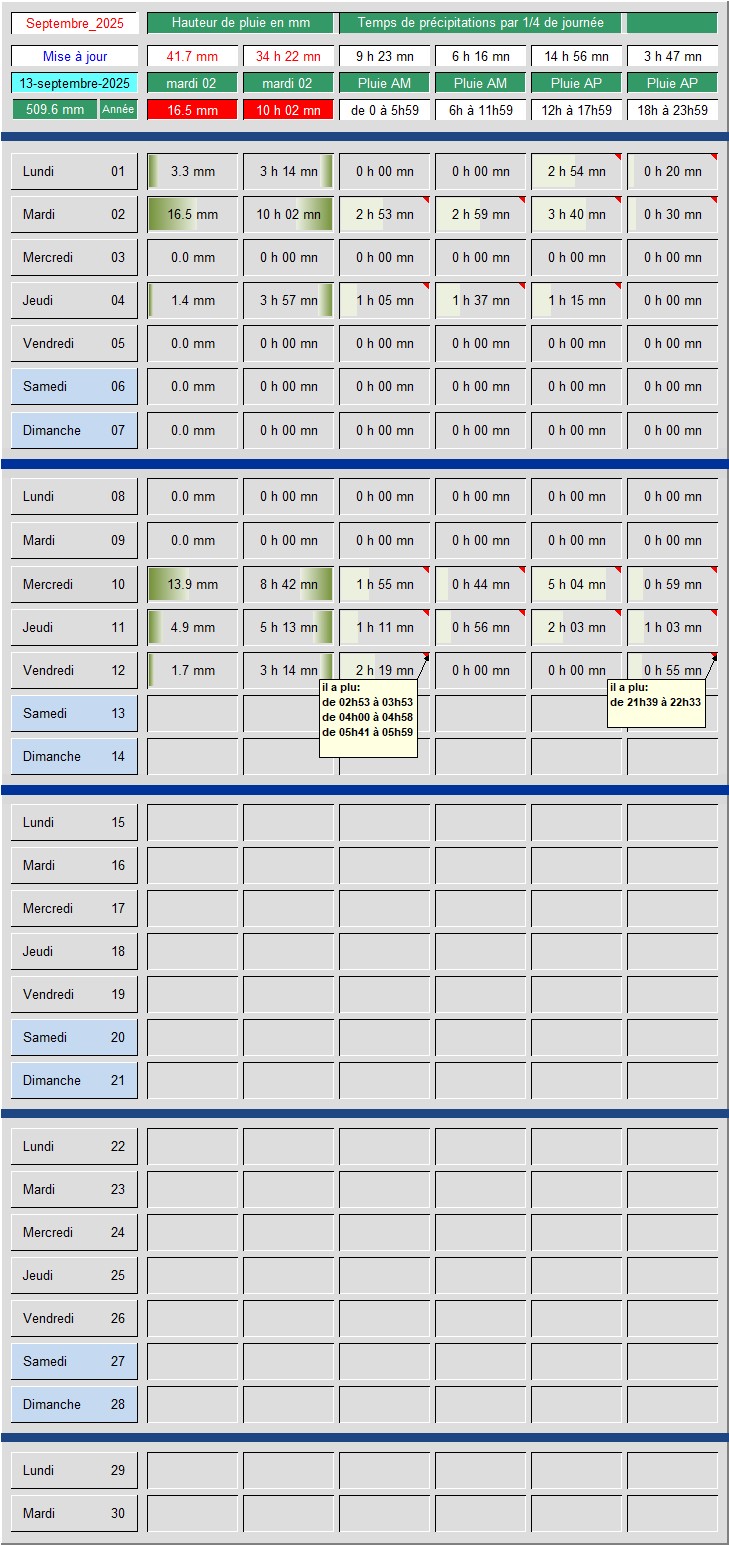 Septembre_2025 Hauteur de pluie en mm Temps de précipitations par 1/4 de journée
Mise à jour 41.7 mm 34 h 22 mn 9 h 23 mn 6 h 16 mn 14 h 56 mn 3 h 47 mn
13-septembre-2025 mardi 02 mardi 02 Pluie AM Pluie AM Pluie AP Pluie AP
509.6 mm Année 16.5 mm 10 h 02 mn de 0 à 5h59 6h à 11h59 12h à 17h59 18h à 23h59
Lundi 01 3.3 mm 3 h 14 mn 0 h 00 mn 0 h 00 mn 2 h 54 mn 0 h 20 mn
Mardi 02 16.5 mm 10 h 02 mn 2 h 53 mn 2 h 59 mn 3 h 40 mn 0 h 30 mn
Mercredi 03 0.0 mm 0 h 00 mn 0 h 00 mn 0 h 00 mn 0 h 00 mn 0 h 00 mn
Jeudi 04 1.4 mm 3 h 57 mn 1 h 05 mn 1 h 37 mn 1 h 15 mn 0 h 00 mn
Vendredi 05 0.0 mm 0 h 00 mn 0 h 00 mn 0 h 00 mn 0 h 00 mn 0 h 00 mn
Samedi 06 0.0 mm 0 h 00 mn 0 h 00 mn 0 h 00 mn 0 h 00 mn 0 h 00 mn
Dimanche 07 0.0 mm 0 h 00 mn 0 h 00 mn 0 h 00 mn 0 h 00 mn 0 h 00 mn
Lundi 08 0.0 mm 0 h 00 mn 0 h 00 mn 0 h 00 mn 0 h 00 mn 0 h 00 mn
Mardi 09 0.0 mm 0 h 00 mn 0 h 00 mn 0 h 00 mn 0 h 00 mn 0 h 00 mn
Mercredi 10 13.9 mm 8 h 42 mn 1 h 55 mn 0 h 44 mn 5 h 04 mn 0 h 59 mn
Jeudi 11 4.9 mm 5 h 13 mn 1 h 11 mn 0 h 56 mn 2 h 03 mn 1 h 03 mn
Vendredi 12 1.7 mm 3 h 14 mn 2 h 19 mn 0 h 00 mn 0 h 00 mn 0 h 55 mn
il a plu:
de 02h53 à 03h53
de 04h00 à 04h58
de 05h41 à 05h59
il a plu:
de 21h39 à 22h33
Samedi 13
Dimanche 14
Lundi 15
Mardi 16
Mercredi 17
Jeudi 18
Vendredi 19
Samedi 20
Dimanche 21
Lundi 22
Mardi 23
Mercredi 24
Jeudi 25
Vendredi 26
Samedi 27
Dimanche 28
Lundi 29
Mardi 30